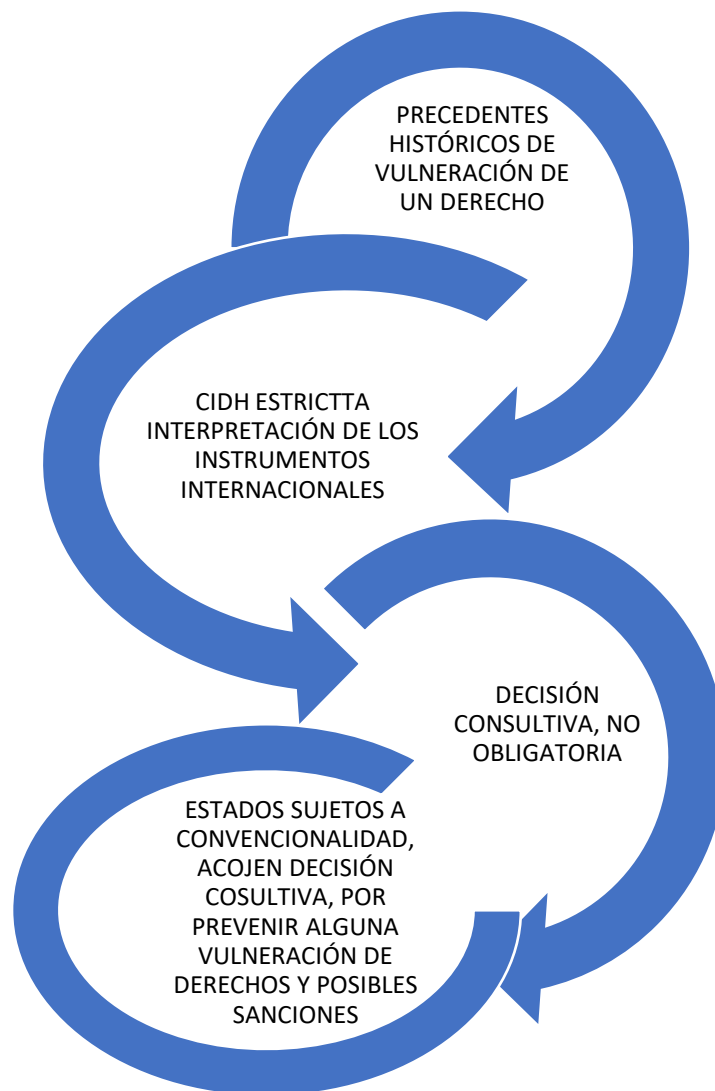 PRECEDENTES
HISTÓRICOS DE
VULNERACIÓN DE
UN DERECHO
CIDH ESTRICTTA
INTERPRETACIÓN DE LOS
INSTRUMENTOS
INTERNACIONALES
DECISIÓN
CONSULTIVA, NO
OBLIGATORIA
ESTADOS SUJETOS A
CONVENCIONALIDAD,
ACOJEN DECISIÓN
COSULTIVA, POR
PREVENIR ALGUNA
VULNERACIÓN DE
DERECHOS Y POSIBLES
SANCIONES